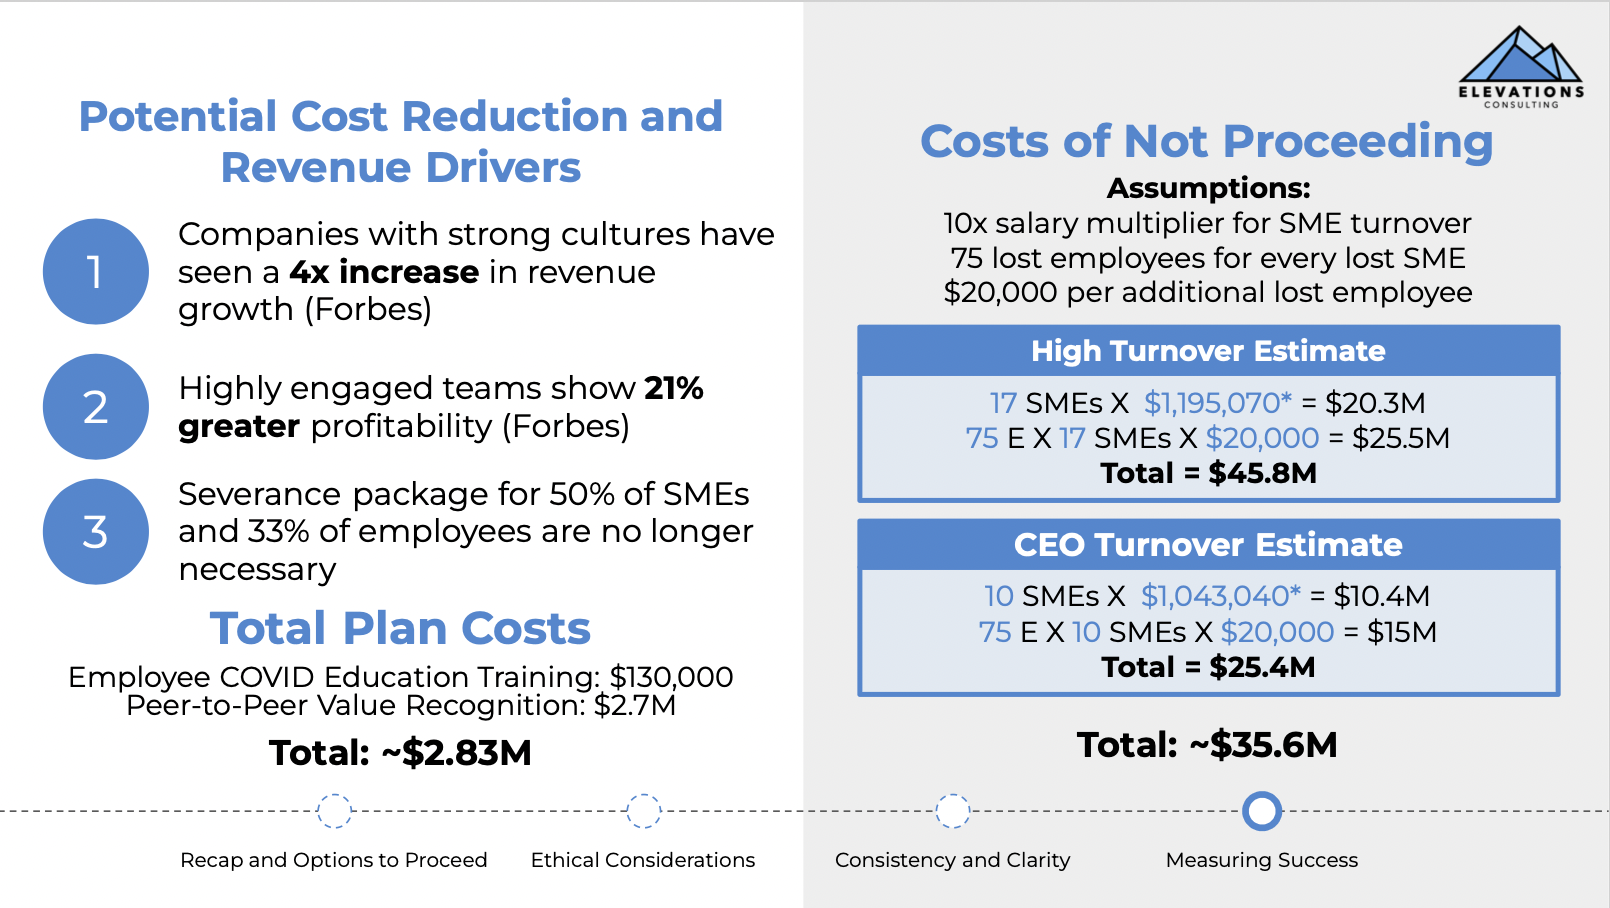 Potential Cost Reduction and
Revenue Drivers
1
Companies with strong cultures have
seen a 4x increase in revenue
growth (Forbes)
2
Highly engaged teams show 21%
greater profitability (Forbes)
3
Severance package for 50% of SMEs
and 33% of employees are no longer
necessary
Total Plan Costs
Employee COVID Education Training: $130,000
Peer-to-Peer Value Recognition: $2.7M
Total: ~$2.83M
ELEVATIONS
CONSULTING
Costs of Not Proceeding
Assumptions:
10x salary multiplier for SME turnover
75 lost employees for every lost SME
$20,000 per additional lost employee
High Turnover Estimate
17 SMEs X $1,195,070* = $20.3M
75 E X 17 SMEs X $20,000 = $25.5M
Total = $45.8M
CEO Turnover Estimate
10 SMEs X $1,043,040* = $10.4M
75 E X 10 SMEs X $20,000 = $15M
Total = $25.4M
Total: ~$35.6M
Recap and Options to Proceed
Ethical Considerations
Consistency and Clarity
Measuring Success